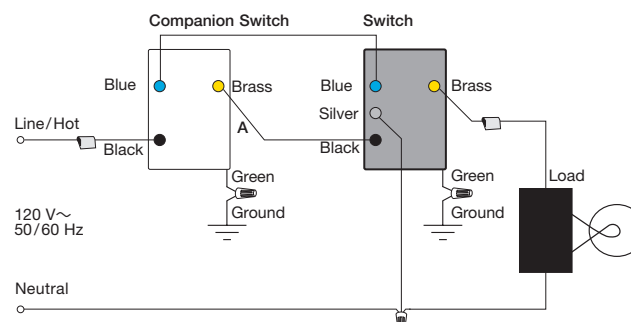 Companion Switch
Switch
Blue
Brass
Blue
Brass
Silver
Line/Hot
A
Black
Black
Green
Green
Load
Ground
Ground
120 V~
50/60 Hz
Neutral